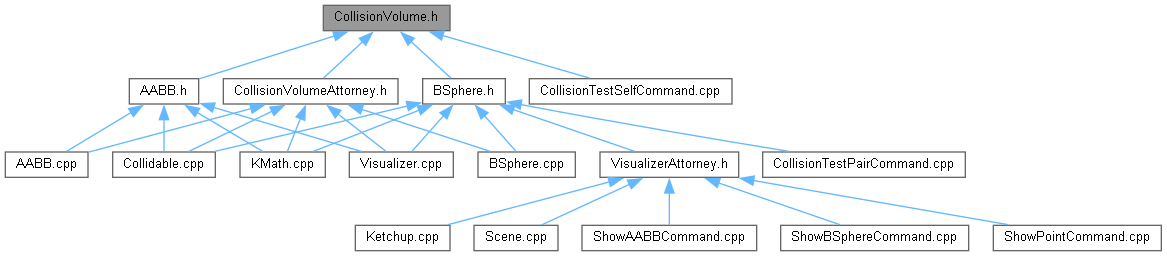 CollisionVolume.h
AABB.h
CollisionVolumeAttorney.h
BSphere.h
CollisionTestSelfCommand.cpp
AABB.cpp
Collidable.cpp
KMath.cpp
Visualizer.cpp
BSphere.cpp
VisualizerAttorney.h
CollisionTestPairCommand.cpp
Ketchup.cpp
Scene.cpp
ShowAABBCommand.cpp
ShowBSphereCommand.cpp
ShowPointCommand.cpp